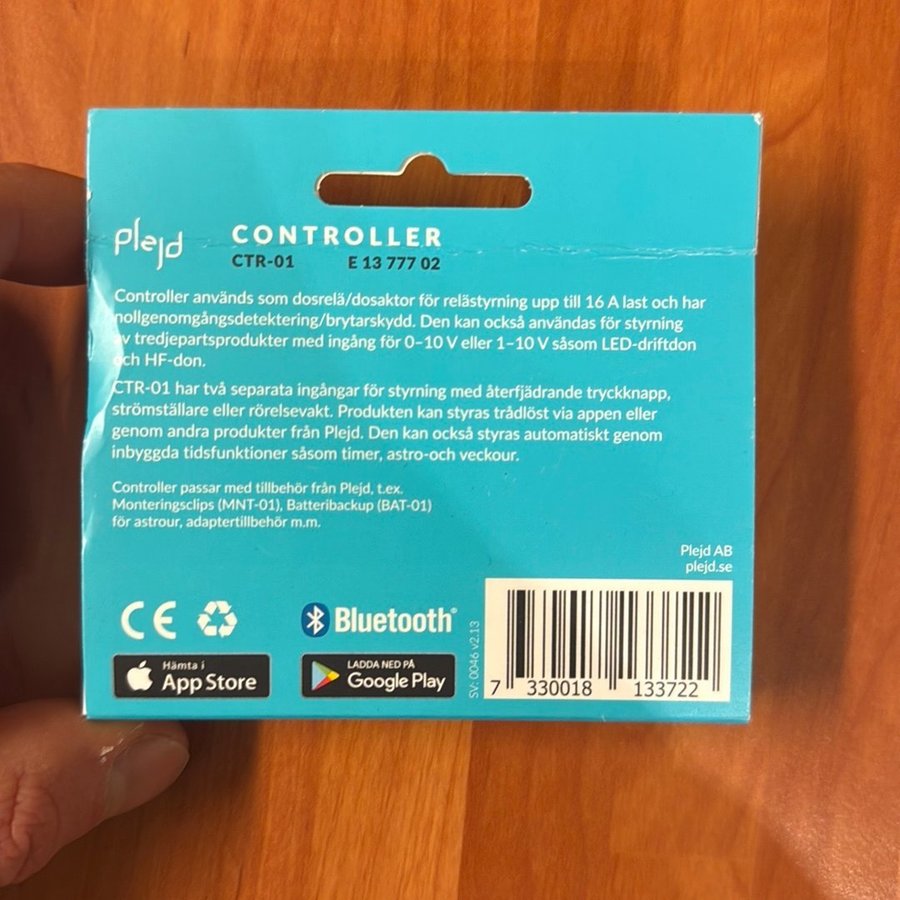 plejd
CONTROLLER
CTR-01 E 13 777 02
Controller används som dosrelä/dosaktor för relästyrning upp till 16 A last och har
nollgenomgångsdetektering/brytarskydd. Den kan också användas för styrning
av tredjepartsprodukter med ingång för 0–10 V eller 1–10 V såsom LED-driftdon
och HF-don.
CTR-01 har två separata ingångar för styrning med återfjädrande tryckknapp,
strömställare eller rörelsevakt. Produkten kan styras trådlöst via appen eller
genom andra produkter från Plejd. Den kan också styras automatiskt genom
inbyggda tidsfunktioner såsom timer, astro-och veckour.
Controller passar med tillbehör från Plejd, t.ex.
Monteringsclips (MNT-01), Batteribackup (BAT-01)
för astrour, adaptertillbehör m.m.
Plejd AB
plejd.se
CE
Bluetooth®
Hämta i
App Store
LADDA NED PÅ
Google Play
SV: 0046 v2.13
7 330018 133722